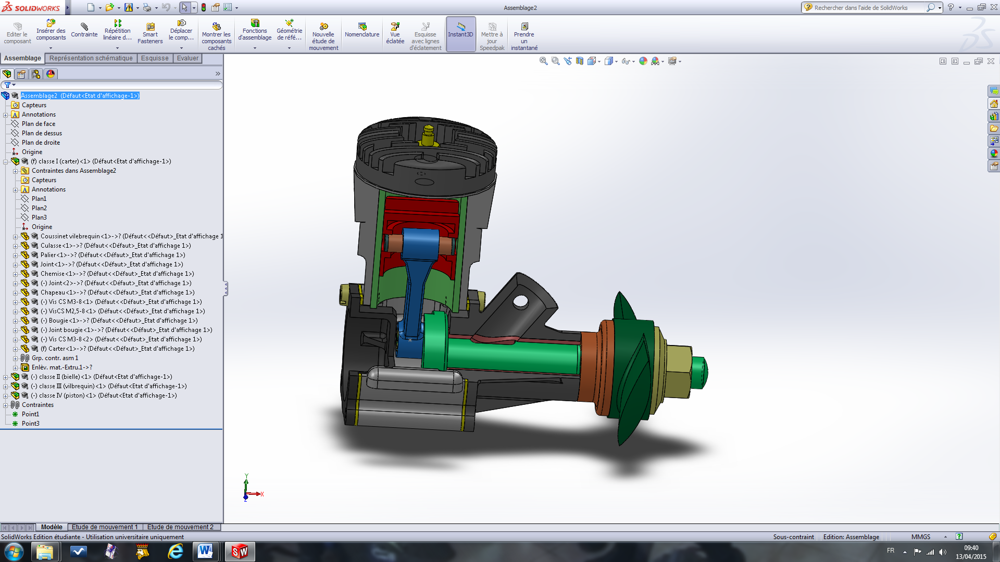 SOLIDWORKS
Assemblage2
Rechercher dans l'aide de SolidWorks
Editer le composant
Insérer des composants
Contrainte
Répétition linéaire d...
Smart Fasteners
Déplacer le comp...
Montrer les composants cachés
Fonctions d'assemblage
Géométrie de référ...
Nouvelle étude de mouvement
Nomenclature
Vue éclatée
Esquisse avec lignes d'éclatement
Instant3D
Mettre à jour Speedpak
Prendre un instantané
Assemblage
Représentation schématique
Esquisse
Evaluer
Assemblage2 (Défaut<Etat d'affichage-1>)
Capteurs
Annotations
Plan de face
Plan de dessus
Plan de droite
Origine
(f) classe I (carter)<1> (Défaut<Etat d'affichage-1>)
Contraintes dans Assemblage2
Capteurs
Annotations
Plan1
Plan2
Plan3
Origine
Coussinet vilebrequin<1>->? (Défaut<<Défaut>_Etat d'affichage 1
Culasse<1>->? (Défaut<<Défaut>_Etat d'affichage 1>)
Palier<1>->? (Défaut<<Défaut>_Etat d'affichage 1>)
Joint<1>->? (Défaut<<Défaut>_Etat d'affichage 1>)
Chemise<1>->? (Défaut<<Défaut>_Etat d'affichage 1>)
(-) Joint<2>->? (Défaut<<Défaut>_Etat d'affichage 1>)
Chapeau<1>->? (Défaut<<Défaut>_Etat d'affichage 1>)
(-) Vis CS M3-8<1> (Défaut<<Défaut>_Etat d'affichage 1>)
(-) VisCS M2,5-8<1> (Défaut<<Défaut>_Etat d'affichage 1>)
(-) Bougie<1>->? (Défaut<<Défaut>_Etat d'affichage 1>)
(-) Joint bougie<1>->? (Défaut<<Défaut>_Etat d'affichage 1>)
(-) Vis CS M3-8<2> (Défaut<<Défaut>_Etat d'affichage 1>)
(f) Carter<1>->? (Défaut<<Défaut>_Etat d'affichage 1>)
Grp. contr. asm 1
Enlèv. mat.-Extru.1->?
(-) classe II (bielle)<1> (Défaut<Etat d'affichage-1>)
(-) classe III (vilbrequin)<1> (Défaut<Etat d'affichage-1>)
(-) classe IV (piston)<1> (Défaut<Etat d'affichage-1>)
Contraintes
Point1
Point3
Y
X
Z
Modèle
Etude de mouvement 1
Etude de mouvement 2
SolidWorks Edition étudiante - Utilisation universitaire uniquement
Sous-contraint
Edition: Assemblage
MMGS
FR
09:40
13/04/2015